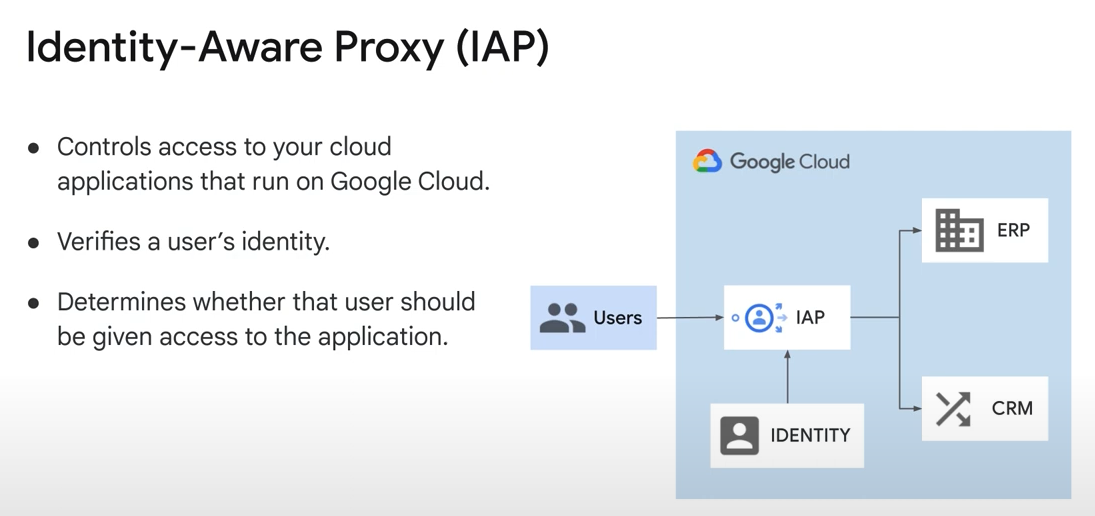 Identity-Aware Proxy (IAP)
● Controls access to your cloud
applications that run on Google Cloud.
● Verifies a user's identity.
● Determines whether that user should
be given access to the application.
Google Cloud
ERP
Users
IAP
CRM
IDENTITY